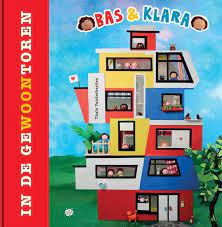 BAS & KLARA
IN DE GEWOONTOREN